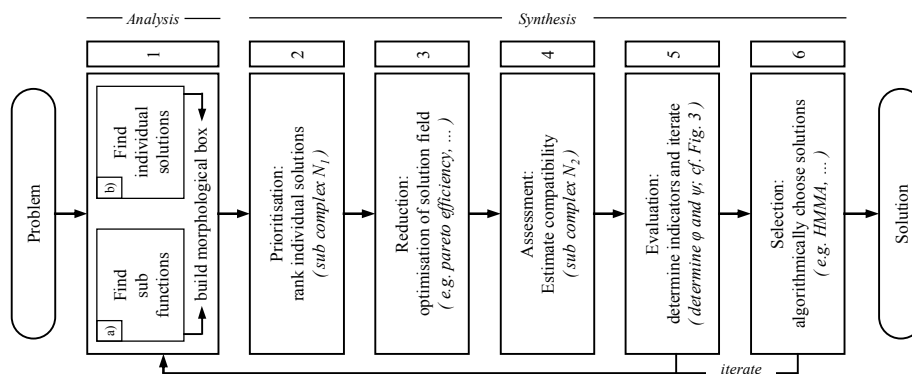 Analysis
Synthesis
Problem
1
a)
Find
sub
functions
b)
Find
individual
solutions
build morphological box
2
Prioritisation:
rank individual solutions
( sub complex N₁ )
3
Reduction:
optimisation of solution field
( e.g. pareto efficiency, ... )
4
Assessment:
Estimate compatibility
( sub complex N₂ )
5
Evaluation:
determine indicators and iterate
( determine φ and ψ; cf. Fig. 3 )
6
Selection:
algorithmically choose solutions
( e.g. HMMA, ... )
Solution
iterate